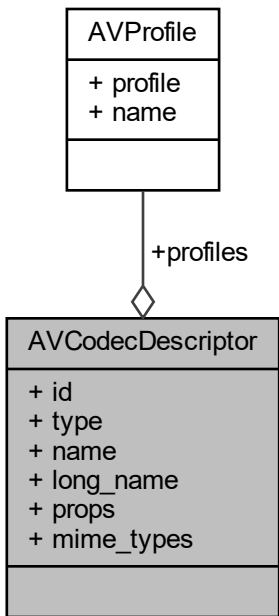 AVProfile
+ profile
+ name
+profiles
AVCodecDescriptor
+ id
+ type
+ name
+ long_name
+ props
+ mime_types